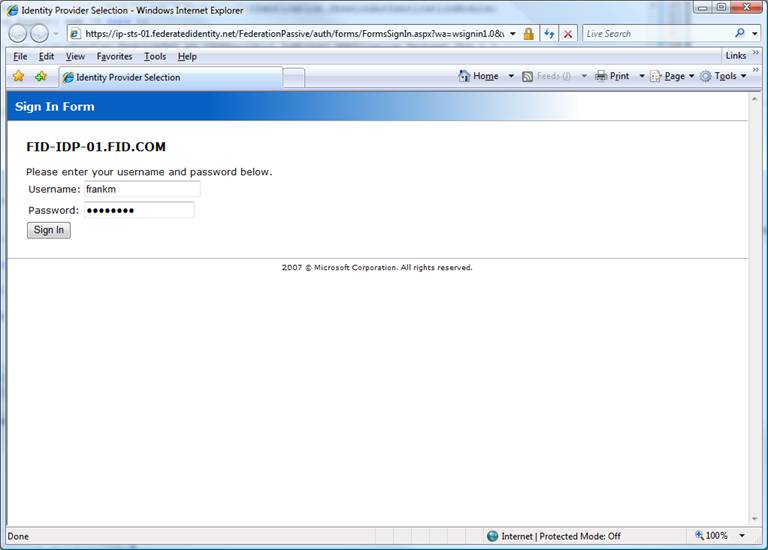 Identity Provider Selection - Windows Internet Explorer
https://ip-sts-01.federatedidentity.net/FederationPassive/auth/forms/FormsSignIn.aspx?wa=wsignin1.0&
Live Search
File Edit View Favorites Tools Help
Links »
Identity Provider Selection
Home Feeds (J) Print Page Tools »
Sign In Form
FID-IDP-01.FID.COM
Please enter your username and password below.
Username: frankm
Password: ●●●●●●●●
Sign In
2007 © Microsoft Corporation. All rights reserved.
Done
Internet | Protected Mode: Off
100%